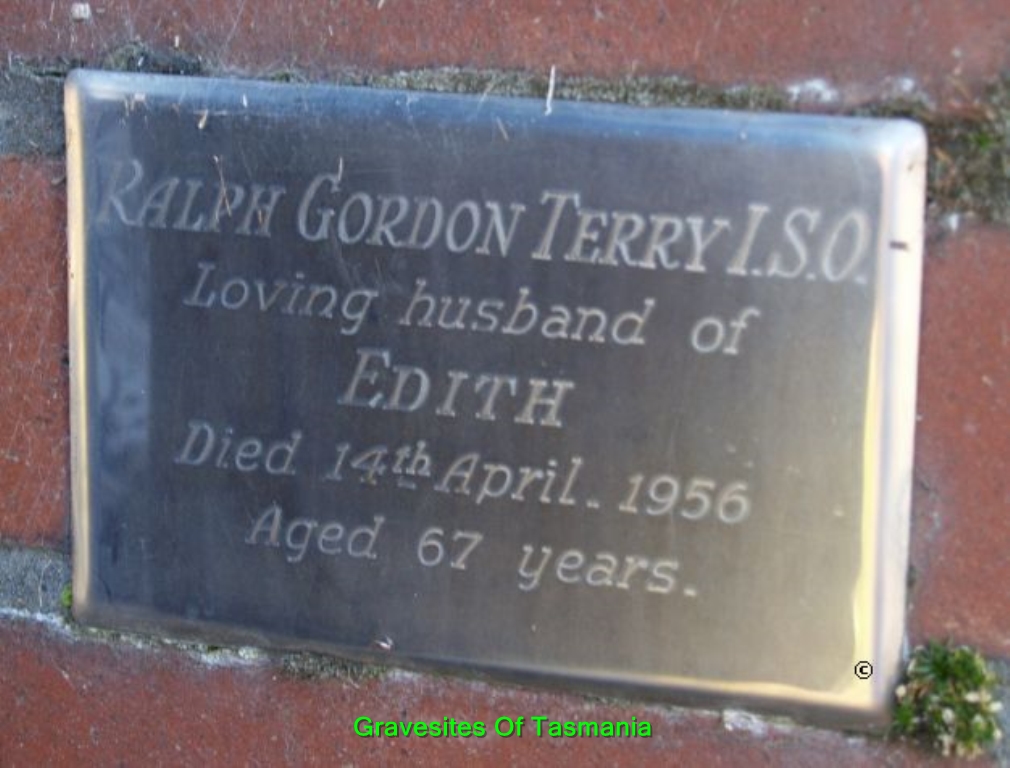 RALPH GORDON TERRY I.S.O.
Loving husband of
EDITH
Died 14th April. 1956
Aged 67 years.
©
Gravesites Of Tasmania